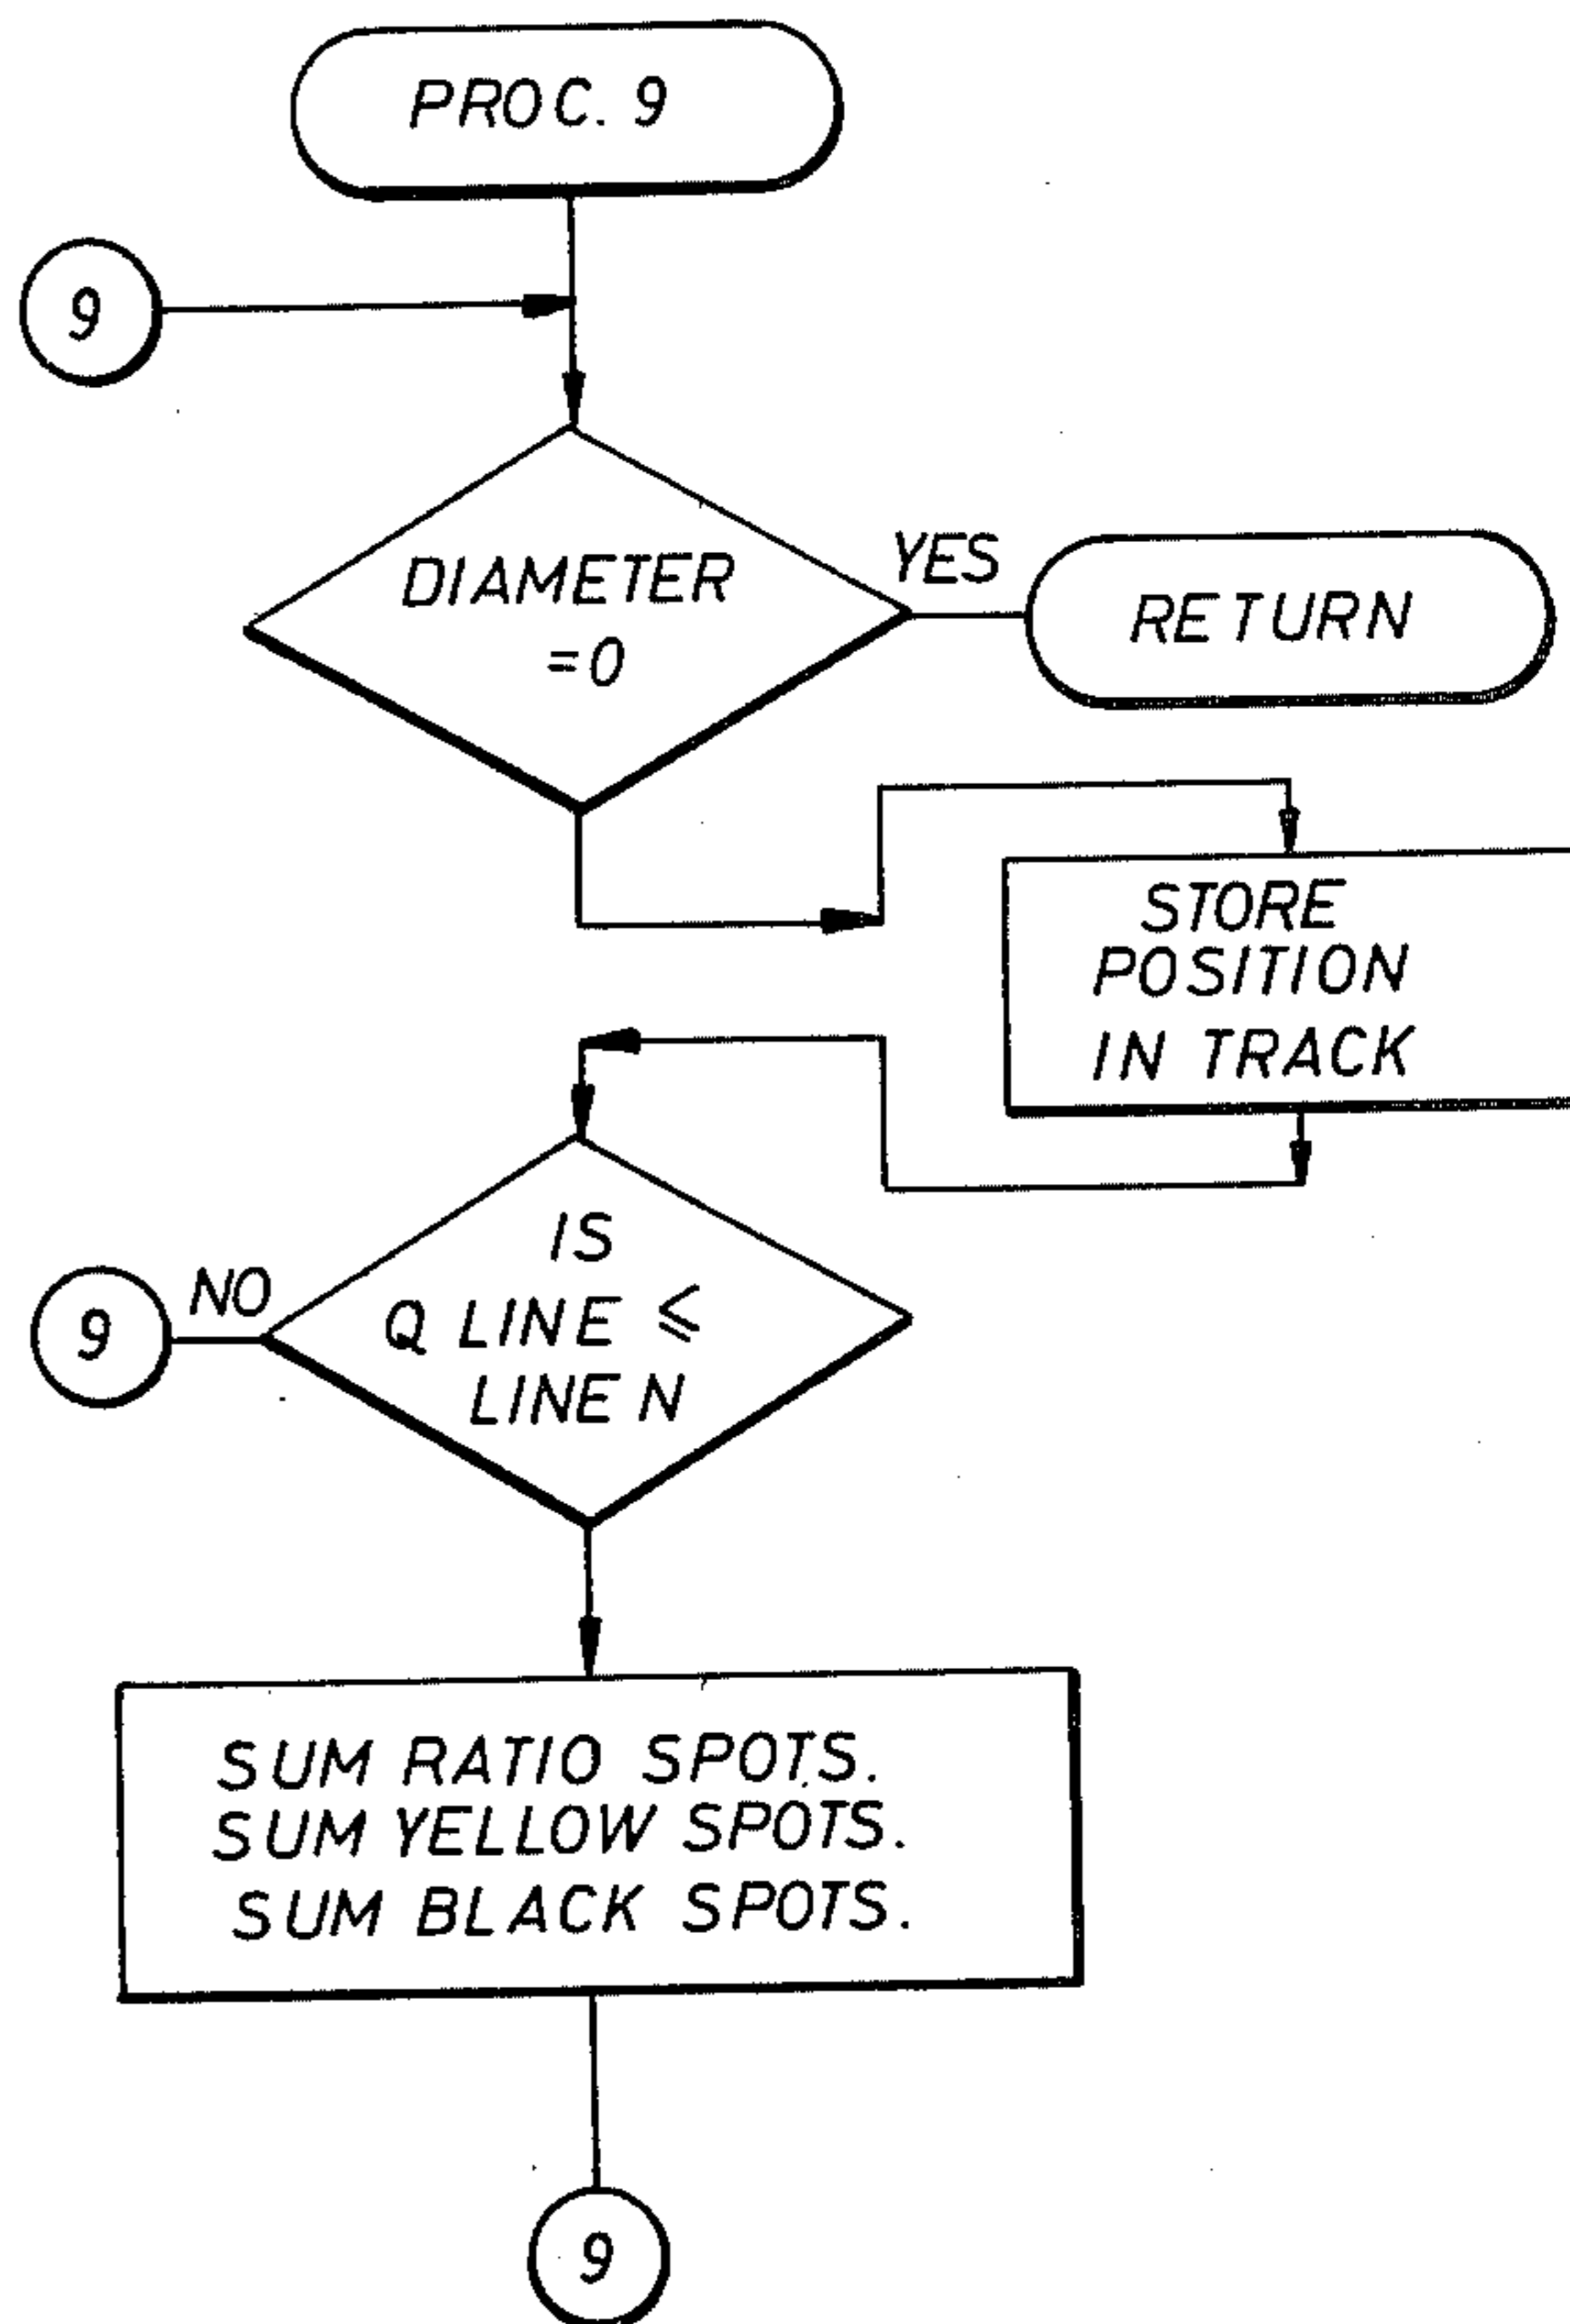 PROC. 9
9
DIAMETER
=0
YES
RETURN
STORE
POSITION
IN TRACK
IS
Q LINE ≤
LINE N
NO
9
SUM RATIO SPOTS.
SUM YELLOW SPOTS.
SUM BLACK SPOTS.
9